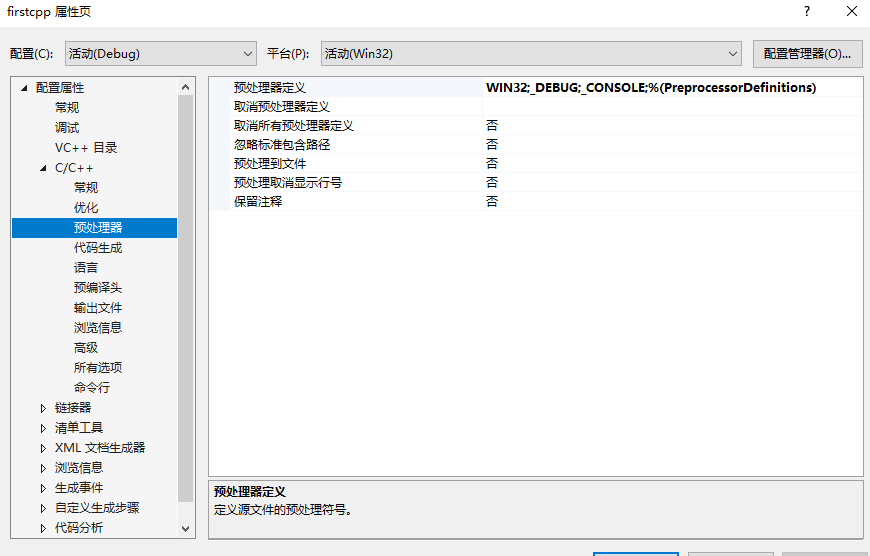 firstcpp 属性页
配置(C): 活动(Debug) 平台(P): 活动(Win32) 配置管理器(O)...
配置属性
常规
调试
VC++ 目录
C/C++
常规
优化
预处理器
代码生成
语言
预编译头
输出文件
浏览信息
高级
所有选项
命令行
链接器
清单工具
XML 文档生成器
浏览信息
生成事件
自定义生成步骤
代码分析
预处理器定义 WIN32;_DEBUG;_CONSOLE;%(PreprocessorDefinitions)
取消预处理器定义
取消所有预处理器定义 否
忽略标准包含路径 否
预处理到文件 否
预处理取消显示行号 否
保留注释 否
预处理器定义
定义源文件的预处理符号。